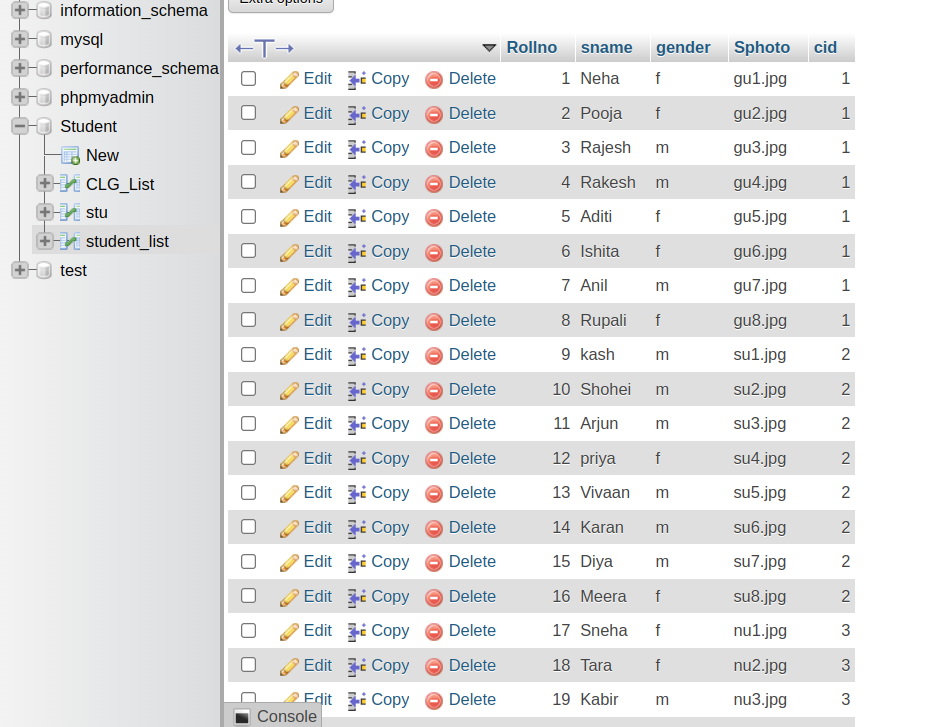 Extra options
information_schema
mysql
performance_schema
phpmyadmin
Student
New
CLG_List
stu
student_list
test
Rollno sname gender Sphoto cid
Edit Copy Delete 1 Neha f gu1.jpg 1
Edit Copy Delete 2 Pooja f gu2.jpg 1
Edit Copy Delete 3 Rajesh m gu3.jpg 1
Edit Copy Delete 4 Rakesh m gu4.jpg 1
Edit Copy Delete 5 Aditi f gu5.jpg 1
Edit Copy Delete 6 Ishita f gu6.jpg 1
Edit Copy Delete 7 Anil m gu7.jpg 1
Edit Copy Delete 8 Rupali f gu8.jpg 1
Edit Copy Delete 9 kash m su1.jpg 2
Edit Copy Delete 10 Shohei m su2.jpg 2
Edit Copy Delete 11 Arjun m su3.jpg 2
Edit Copy Delete 12 priya f su4.jpg 2
Edit Copy Delete 13 Vivaan m su5.jpg 2
Edit Copy Delete 14 Karan m su6.jpg 2
Edit Copy Delete 15 Diya m su7.jpg 2
Edit Copy Delete 16 Meera f su8.jpg 2
Edit Copy Delete 17 Sneha f nu1.jpg 3
Edit Copy Delete 18 Tara f nu2.jpg 3
Edit Copy Delete 19 Kabir m nu3.jpg 3
Console